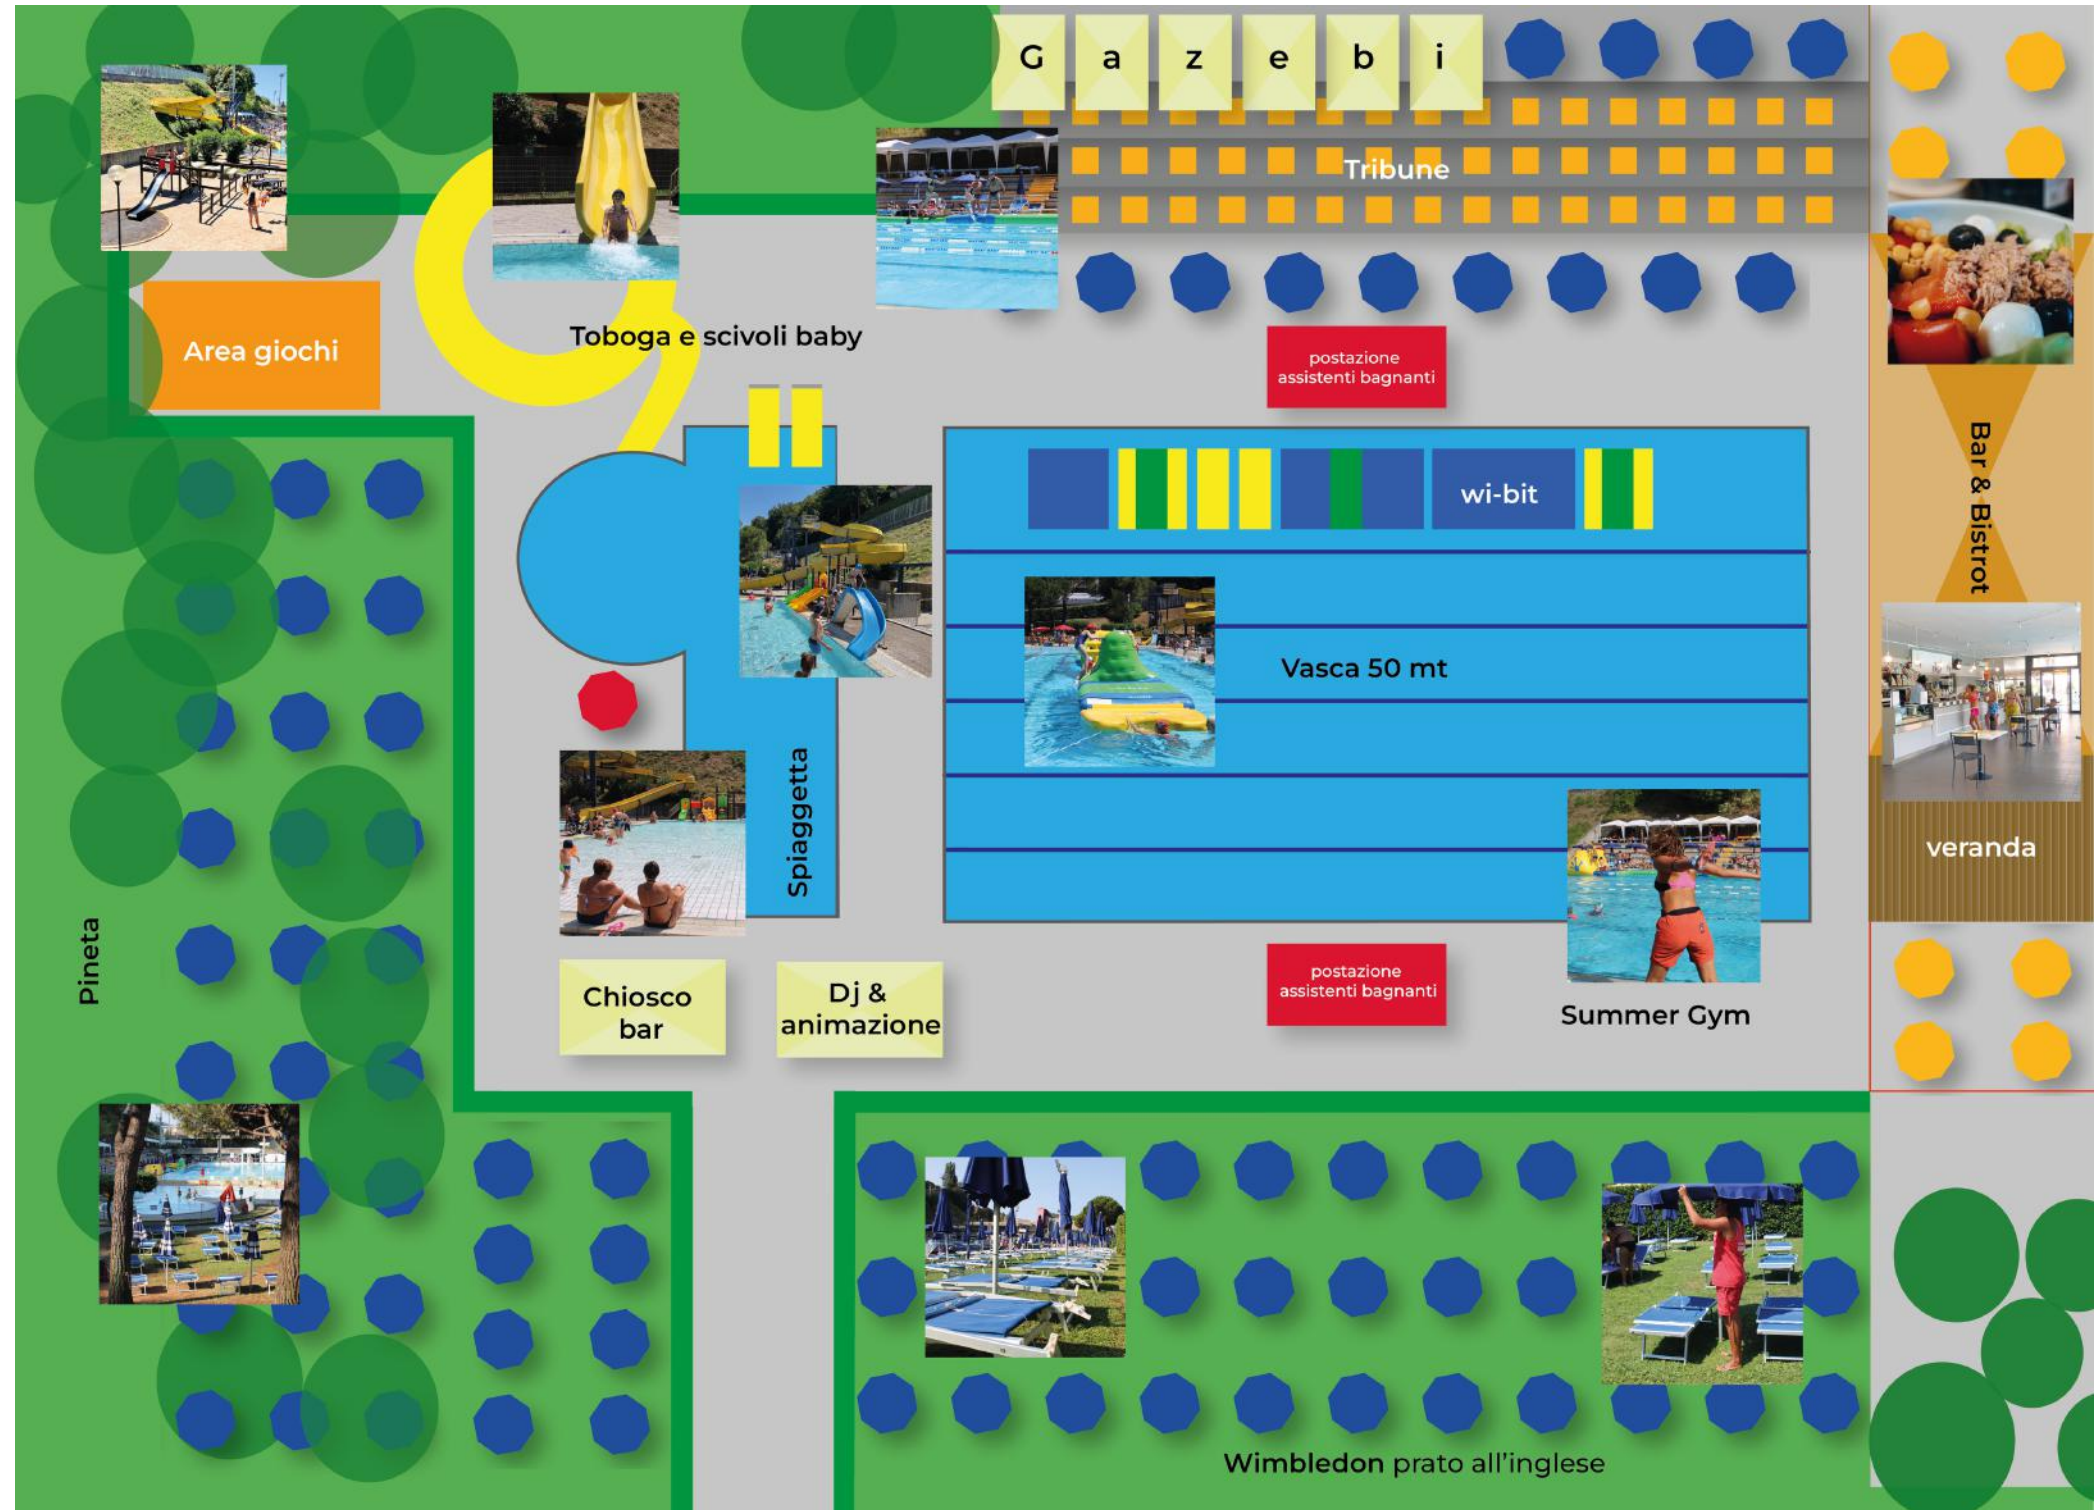 G a z e b i
Tribune
Toboga e scivoli baby
Area giochi
postazione
assistenti bagnanti
Bar & Bistrot
wi-bit
Vasca 50 mt
Spiaggetta
veranda
Pineta
Chiosco
bar
Dj &
animazione
postazione
assistenti bagnanti
Summer Gym
Wimbledon prato all'inglese